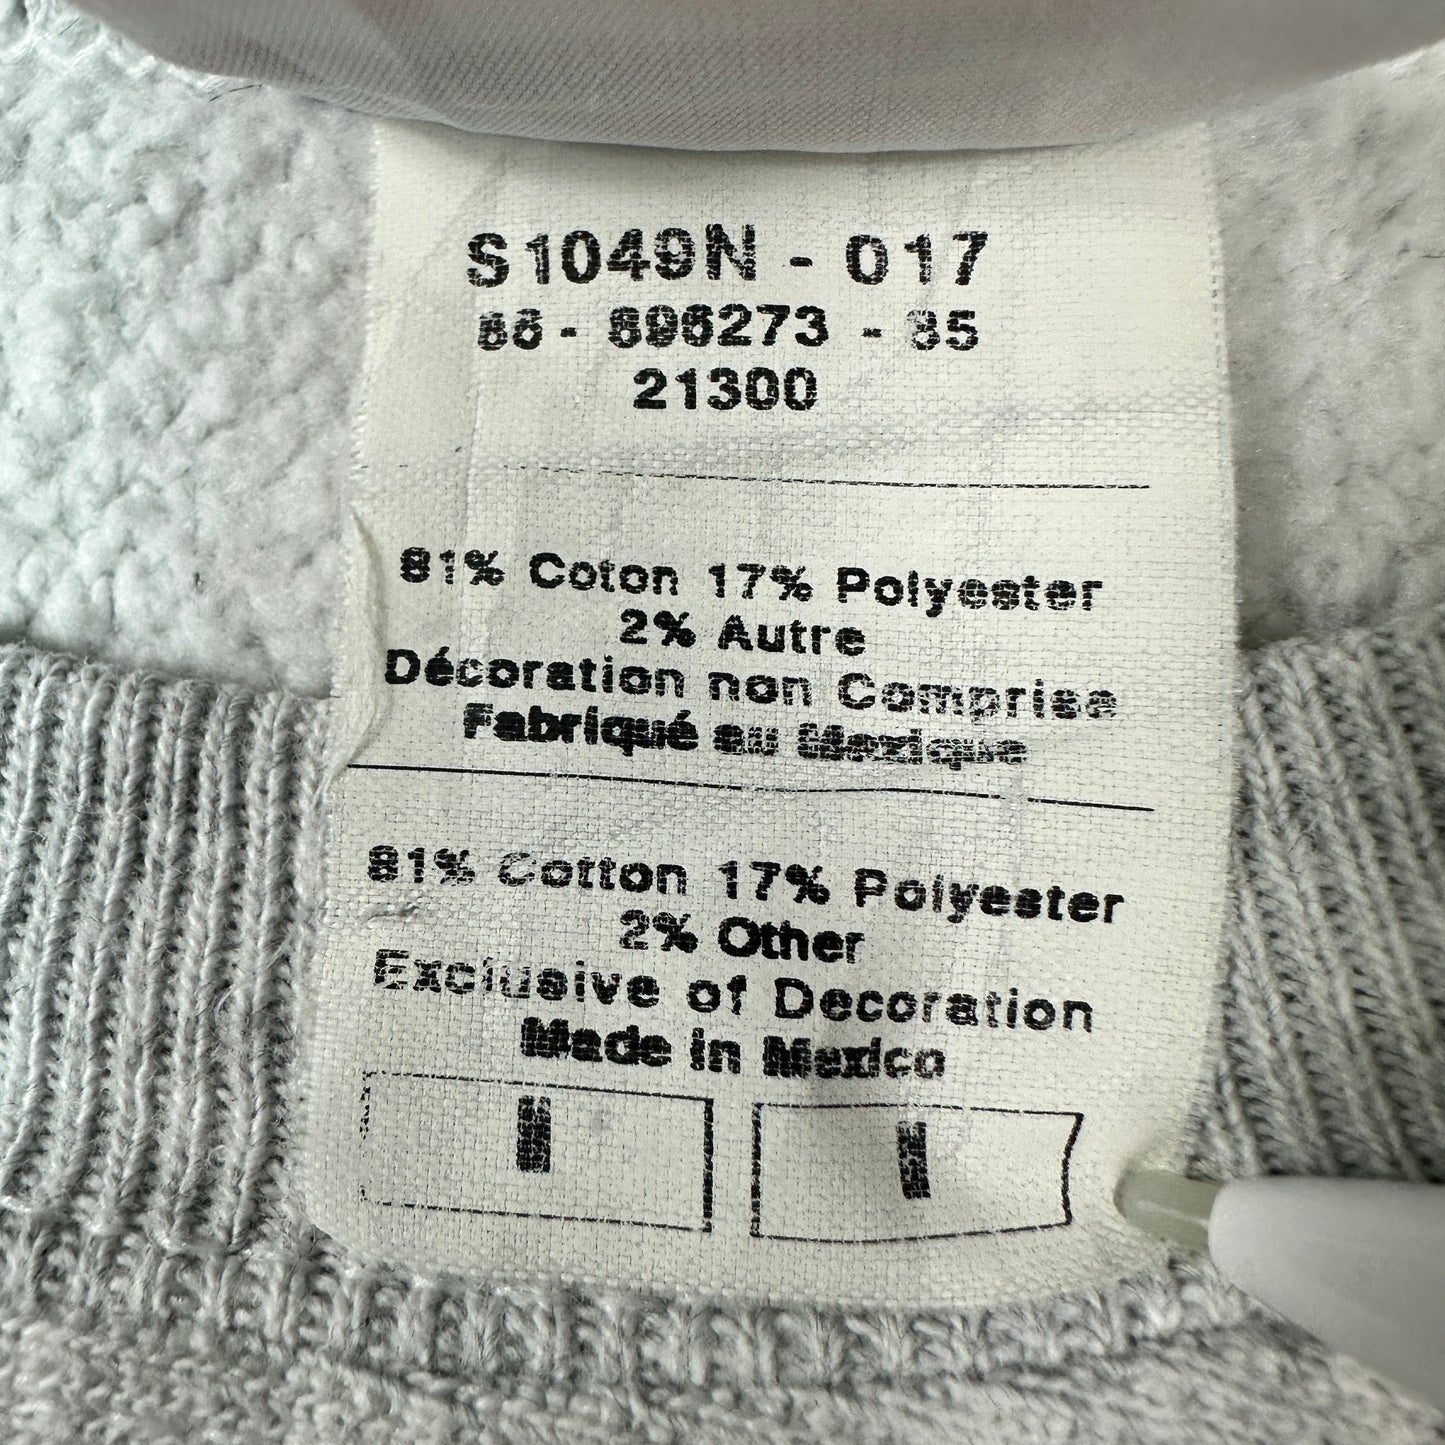 S1049N - 017
86 - 896273 - 85
21300
81% Coton 17% Polyester
2% Autre
Décoration non Comprise
Fabriqué au Mexique
81% Cotton 17% Polyester
2% Other
Exclusive of Decoration
Made in Mexico